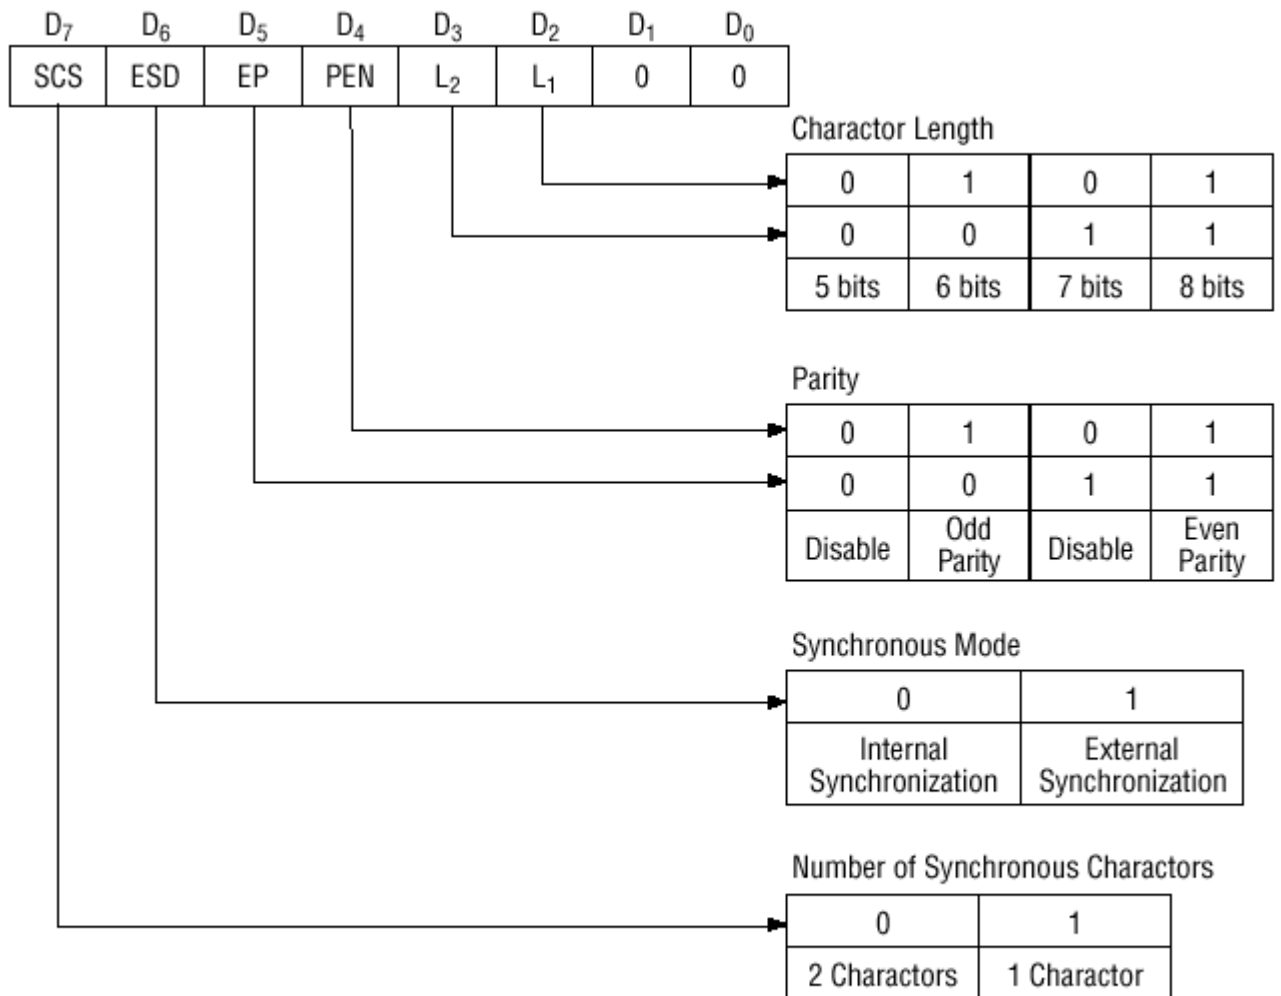 D7 D6 D5 D4 D3 D2 D1 D0
SCS ESD EP PEN L2 L1 0 0
Charactor Length
0 1 0 1
0 0 1 1
5 bits 6 bits 7 bits 8 bits
Parity
0 1 0 1
0 0 1 1
Disable Odd Parity Disable Even Parity
Synchronous Mode
0 1
Internal Synchronization External Synchronization
Number of Synchronous Charactors
0 1
2 Charactors 1 Charactor